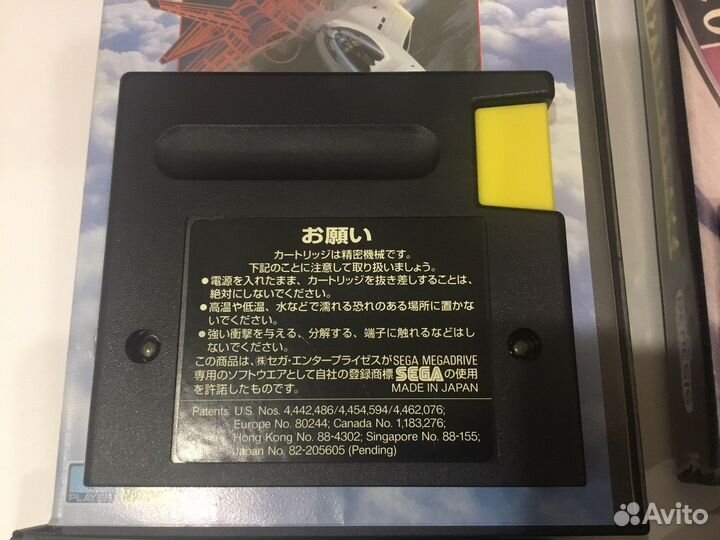 お願い
カートリッジは精密機械です。
下記のことに注意して取り扱いましょう。
●電源を入れたまま、カートリッジを抜き差しすることは、
絶対にしないでください。
●高温や低温、水などで濡れる恐れのある場所に置かな
いでください。
●強い衝撃を与える、分解する、端子に触れるなどはし
ないでください。
この商品は、㈱セガ・エンタープライゼスがSEGA MEGADRIVE
専用のソフトウエアとして自社の登録商標 SEGA の使用
を許諾したものです。
MADE IN JAPAN
Patents: U.S. Nos. 4,442,486/4,454,594/4,462,076;
Europe No. 80244; Canada No. 1,183,276;
Hong Kong No. 88-4302; Singapore No. 88-155;
Japan No. 82-205605 (Pending)
PLAY
Avito